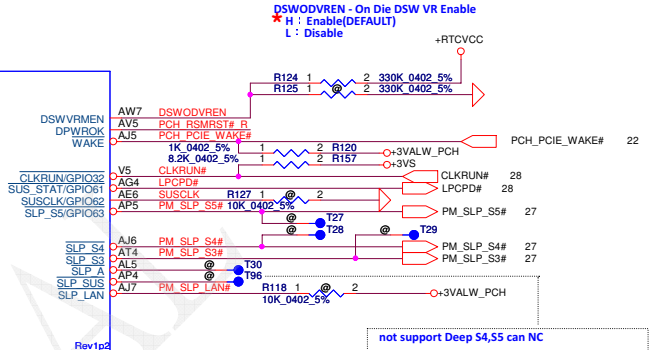 DSWODVREN - On Die DSW VR Enable
* H : Enable(DEFAULT)
L : Disable
+RTCVCC
R124 1 2 330K_0402_5%
R125 1 @ 2 330K_0402_5%
DSWVRMEN AW7 DSWODVREN
DPWROK AV5 PCH_RSMRST#_R
WAKE AJ5 PCH_PCIE_WAKE# PCH_PCIE_WAKE# 22
1K_0402_5% 1 2 R120 +3VALW_PCH
8.2K_0402_5% 1 2 R157 +3VS
CLKRUN/GPIO32 V5 CLKRUN# CLKRUN# 28
SUS_STAT/GPIO61 AG4 LPCPD# LPCPD# 28
SUSCLK/GPIO62 AE6 SUSCLK R127 1 @ 2
SLP_S5/GPIO63 AP5 PM_SLP_S5# 10K_0402_5% PM_SLP_S5# 27
@ T27
@ T28 @ T29
SLP_S4 AJ6 PM_SLP_S4# PM_SLP_S4# 27
SLP_S3 AT4 PM_SLP_S3# PM_SLP_S3# 27
SLP_A AL5 @ T30
SLP_SUS AP4 @ T96
SLP_LAN AJ7 PM_SLP_LAN# R118 1 @ 2 +3VALW_PCH
10K_0402_5%
not support Deep S4,S5 can NC
Rev1p2